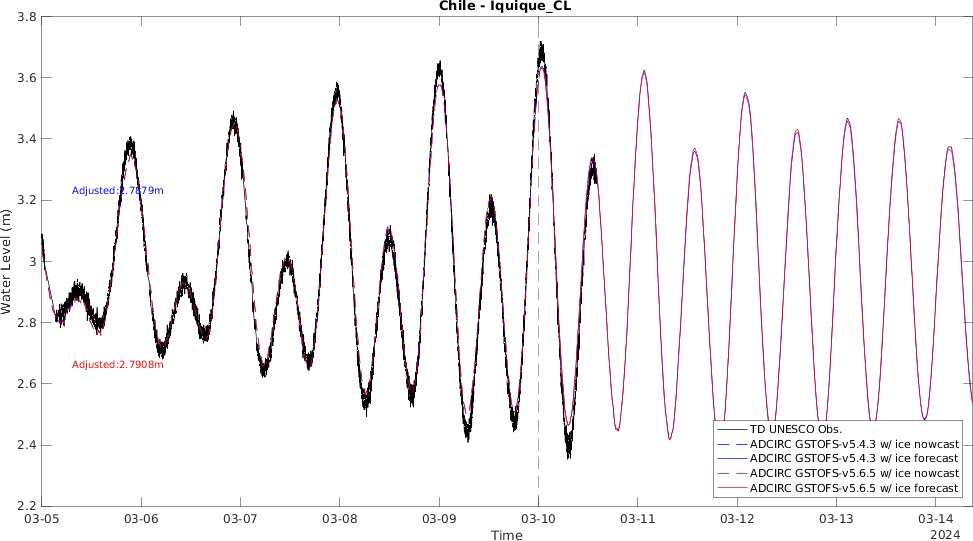 Chile - Iquique_CL
3.8
3.6
3.4
3.2
3
2.8
2.6
2.4
2.2
Water Level (m)
Adjusted:2.7879m
Adjusted:2.7908m
TD UNESCO Obs.
ADCIRC GSTOFS-v5.4.3 w/ ice nowcast
ADCIRC GSTOFS-v5.4.3 w/ ice forecast
ADCIRC GSTOFS-v5.6.5 w/ ice nowcast
ADCIRC GSTOFS-v5.6.5 w/ ice forecast
03-05 03-06 03-07 03-08 03-09 03-10 03-11 03-12 03-13 03-14
Time
2024